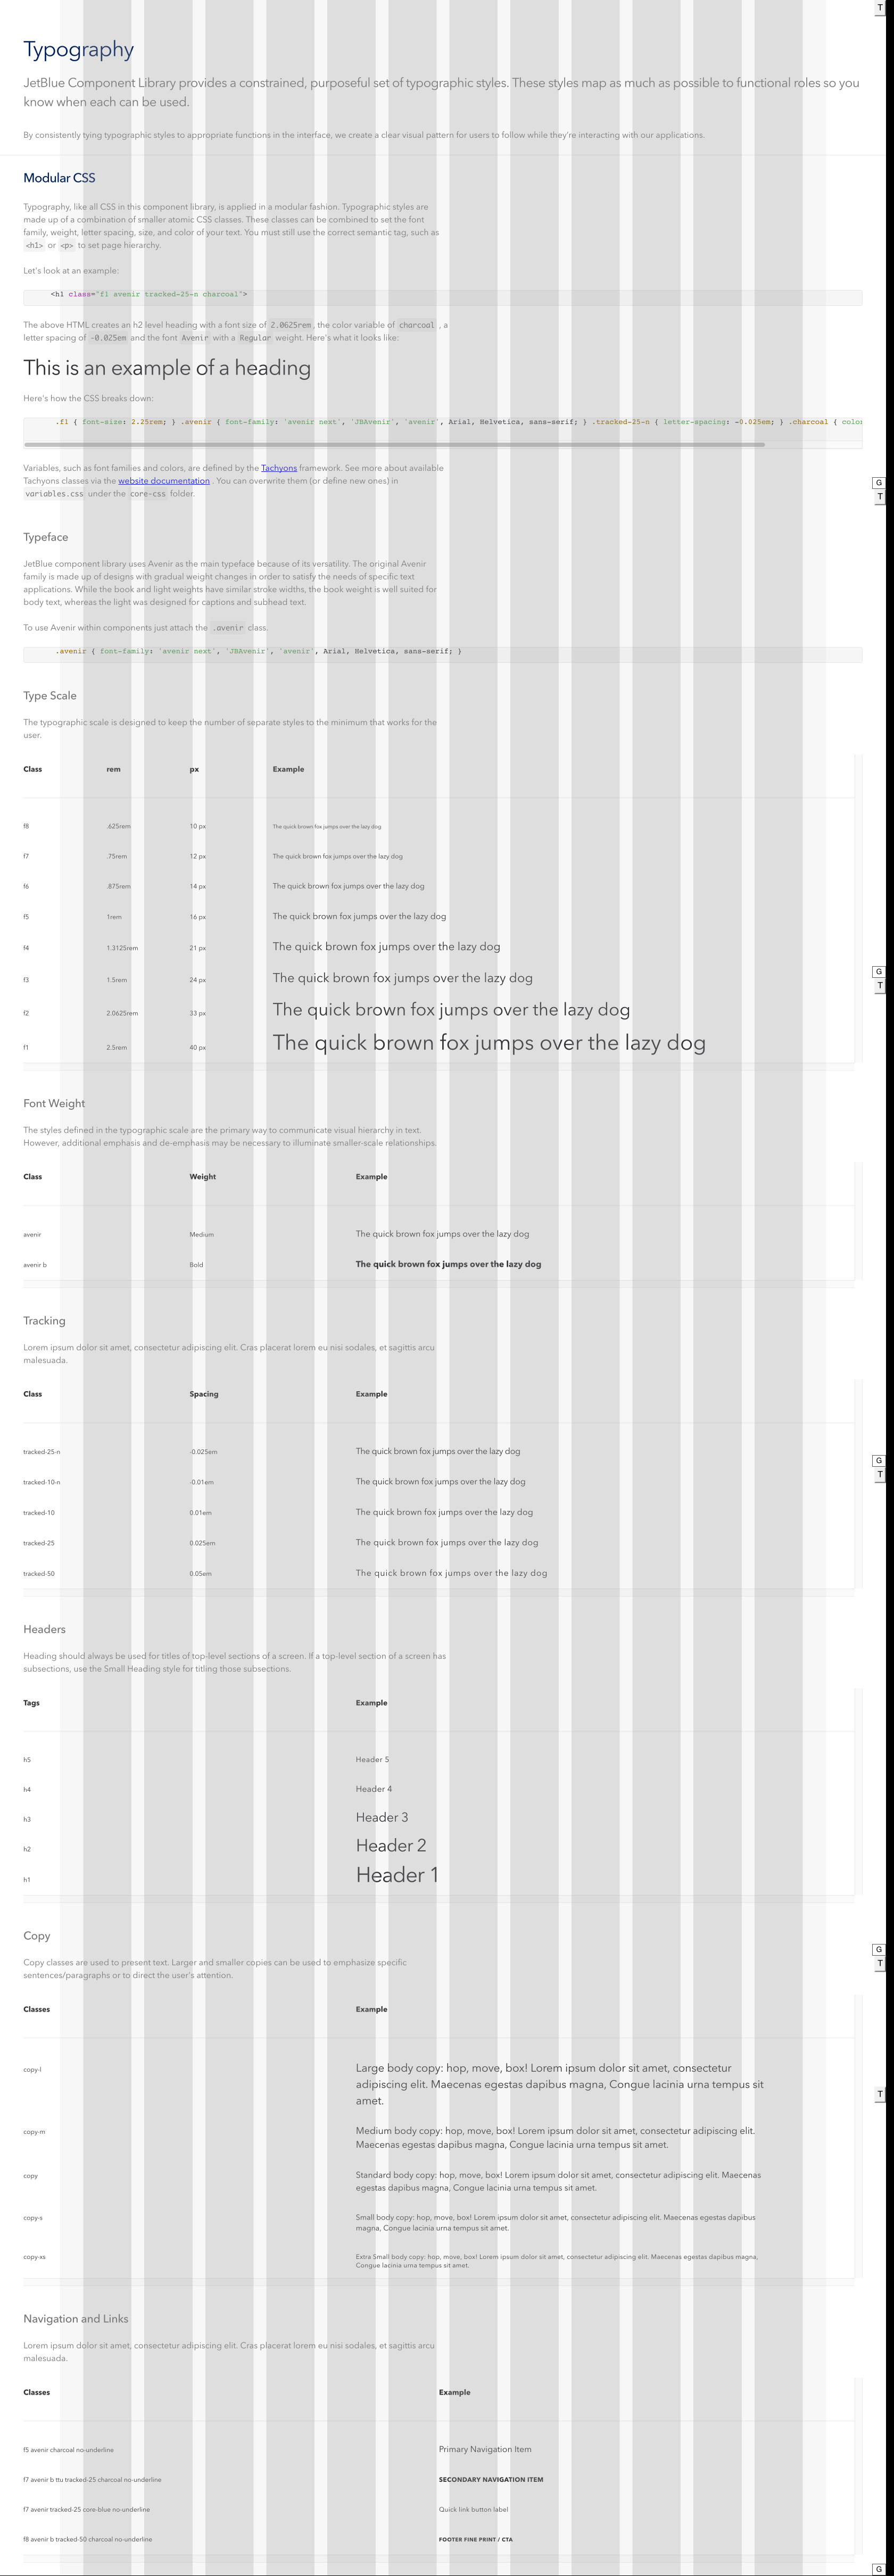 T
Typography
JetBlue Component Library provides a constrained, purposeful set of typographic styles. These styles map as much as possible to functional roles so you
know when each can be used.
By consistently tying typographic styles to appropriate functions in the interface, we create a clear visual pattern for users to follow while they're interacting with our applications.
Modular CSS
Typography, like all CSS in this component library, is applied in a modular fashion. Typographic styles are
made up of a combination of smaller atomic CSS classes. These classes can be combined to set the font
family, weight, letter spacing, size, and color of your text. You must still use the correct semantic tag, such as
<h1> or <p> to set page hierarchy.
Let's look at an example:
<h1 class="f1 avenir tracked-25-n charcoal">
The above HTML creates an h2 level heading with a font size of 2.0625rem , the color variable of charcoal , a
letter spacing of -0.025em and the font Avenir with a Regular weight. Here's what it looks like:
This is an example of a heading
Here's how the CSS breaks down:
.f1 { font-size: 2.25rem; } .avenir { font-family: 'avenir next', 'JBAvenir', 'avenir', Arial, Helvetica, sans-serif; } .tracked-25-n { letter-spacing: -0.025em; } .charcoal { color
Variables, such as font families and colors, are defined by the Tachyons framework. See more about available
Tachyons classes via the website documentation . You can overwrite them (or define new ones) in
variables.css under the core-css folder.
G
T
Typeface
JetBlue component library uses Avenir as the main typeface because of its versatility. The original Avenir
family is made up of designs with gradual weight changes in order to satisfy the needs of specific text
applications. While the book and light weights have similar stroke widths, the book weight is well suited for
body text, whereas the light was designed for captions and subhead text.
To use Avenir within components just attach the .avenir class.
.avenir { font-family: 'avenir next', 'JBAvenir', 'avenir', Arial, Helvetica, sans-serif; }
Type Scale
The typographic scale is designed to keep the number of separate styles to the minimum that works for the
user.
Class rem px Example
f8 .625rem 10 px The quick brown fox jumps over the lazy dog
f7 .75rem 12 px The quick brown fox jumps over the lazy dog
f6 .875rem 14 px The quick brown fox jumps over the lazy dog
f5 1rem 16 px The quick brown fox jumps over the lazy dog
f4 1.3125rem 21 px The quick brown fox jumps over the lazy dog
G
f3 1.5rem 24 px The quick brown fox jumps over the lazy dog
T
f2 2.0625rem 33 px The quick brown fox jumps over the lazy dog
f1 2.5rem 40 px The quick brown fox jumps over the lazy dog
Font Weight
The styles defined in the typographic scale are the primary way to communicate visual hierarchy in text.
However, additional emphasis and de-emphasis may be necessary to illuminate smaller-scale relationships.
Class Weight Example
avenir Medium The quick brown fox jumps over the lazy dog
avenir b Bold The quick brown fox jumps over the lazy dog
Tracking
Lorem ipsum dolor sit amet, consectetur adipiscing elit. Cras placerat lorem eu nisi sodales, et sagittis arcu
malesuada.
Class Spacing Example
tracked-25-n -0.025em The quick brown fox jumps over the lazy dog
G
T
tracked-10-n -0.01em The quick brown fox jumps over the lazy dog
tracked-10 0.01em The quick brown fox jumps over the lazy dog
tracked-25 0.025em The quick brown fox jumps over the lazy dog
tracked-50 0.05em The quick brown fox jumps over the lazy dog
Headers
Heading should always be used for titles of top-level sections of a screen. If a top-level section of a screen has
subsections, use the Small Heading style for titling those subsections.
Tags Example
h5 Header 5
h4 Header 4
h3 Header 3
h2 Header 2
h1 Header 1
Copy
G
Copy classes are used to present text. Larger and smaller copies can be used to emphasize specific
T
sentences/paragraphs or to direct the user's attention.
Classes Example
copy-l Large body copy: hop, move, box! Lorem ipsum dolor sit amet, consectetur
adipiscing elit. Maecenas egestas dapibus magna, Congue lacinia urna tempus sit
T
amet.
copy-m Medium body copy: hop, move, box! Lorem ipsum dolor sit amet, consectetur adipiscing elit.
Maecenas egestas dapibus magna, Congue lacinia urna tempus sit amet.
copy Standard body copy: hop, move, box! Lorem ipsum dolor sit amet, consectetur adipiscing elit. Maecenas
egestas dapibus magna, Congue lacinia urna tempus sit amet.
copy-s Small body copy: hop, move, box! Lorem ipsum dolor sit amet, consectetur adipiscing elit. Maecenas egestas dapibus
magna, Congue lacinia urna tempus sit amet.
copy-xs Extra Small body copy: hop, move, box! Lorem ipsum dolor sit amet, consectetur adipiscing elit. Maecenas egestas dapibus magna,
Congue lacinia urna tempus sit amet.
Navigation and Links
Lorem ipsum dolor sit amet, consectetur adipiscing elit. Cras placerat lorem eu nisi sodales, et sagittis arcu
malesuada.
Classes Example
f5 avenir charcoal no-underline Primary Navigation Item
f7 avenir b ttu tracked-25 charcoal no-underline SECONDARY NAVIGATION ITEM
f7 avenir tracked-25 core-blue no-underline Quick link button label
f8 avenir b tracked-50 charcoal no-underline FOOTER FINE PRINT / CTA
G